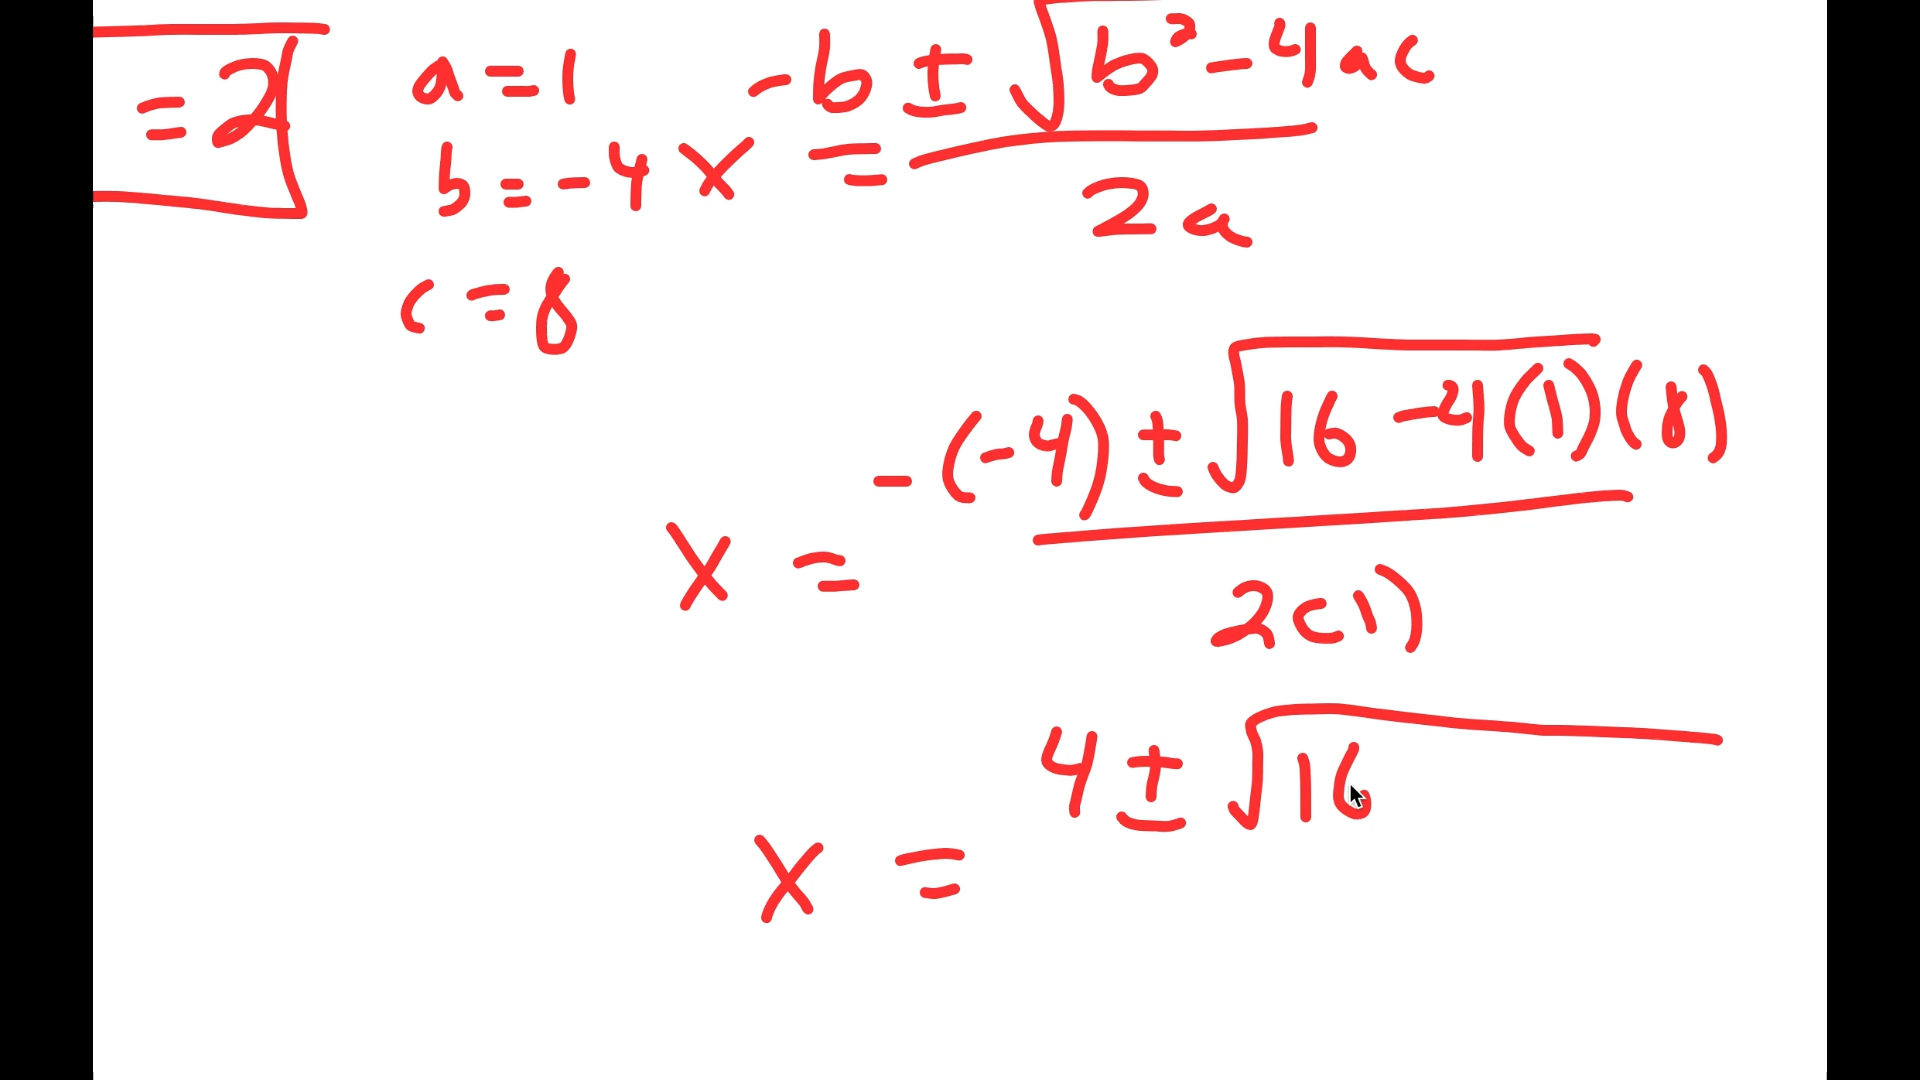 = 2
a = 1
b = -4
c = 8
x = -b ± √b² - 4ac / 2a
x = -(-4) ± √16 - 4(1)(8) / 2(1)
x = 4 ± √16